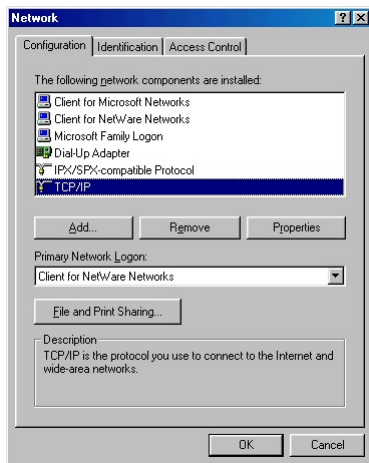 Network
Configuration Identification Access Control
The following network components are installed:
Client for Microsoft Networks
Client for NetWare Networks
Microsoft Family Logon
Dial-Up Adapter
IPX/SPX-compatible Protocol
TCP/IP
Add... Remove Properties
Primary Network Logon:
Client for NetWare Networks
File and Print Sharing...
Description
TCP/IP is the protocol you use to connect to the Internet and
wide-area networks.
OK Cancel